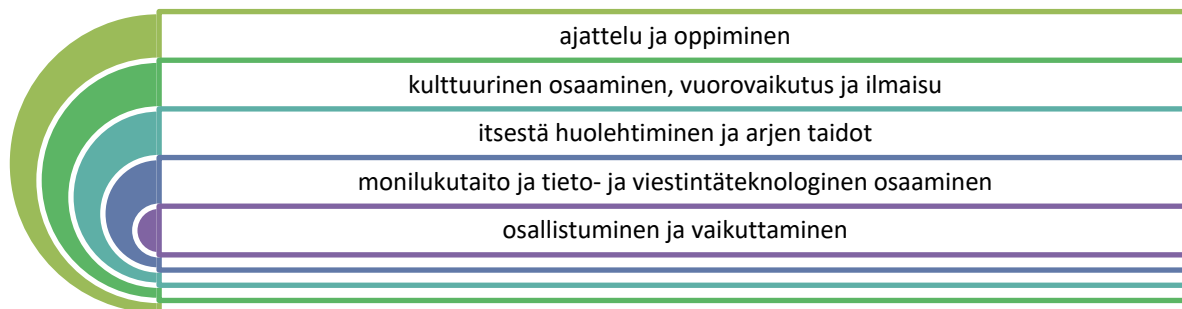 ajattelu ja oppiminen
kulttuurinen osaaminen, vuorovaikutus ja ilmaisu
itsestä huolehtiminen ja arjen taidot
monilukutaito ja tieto- ja viestintäteknologinen osaaminen
osallistuminen ja vaikuttaminen